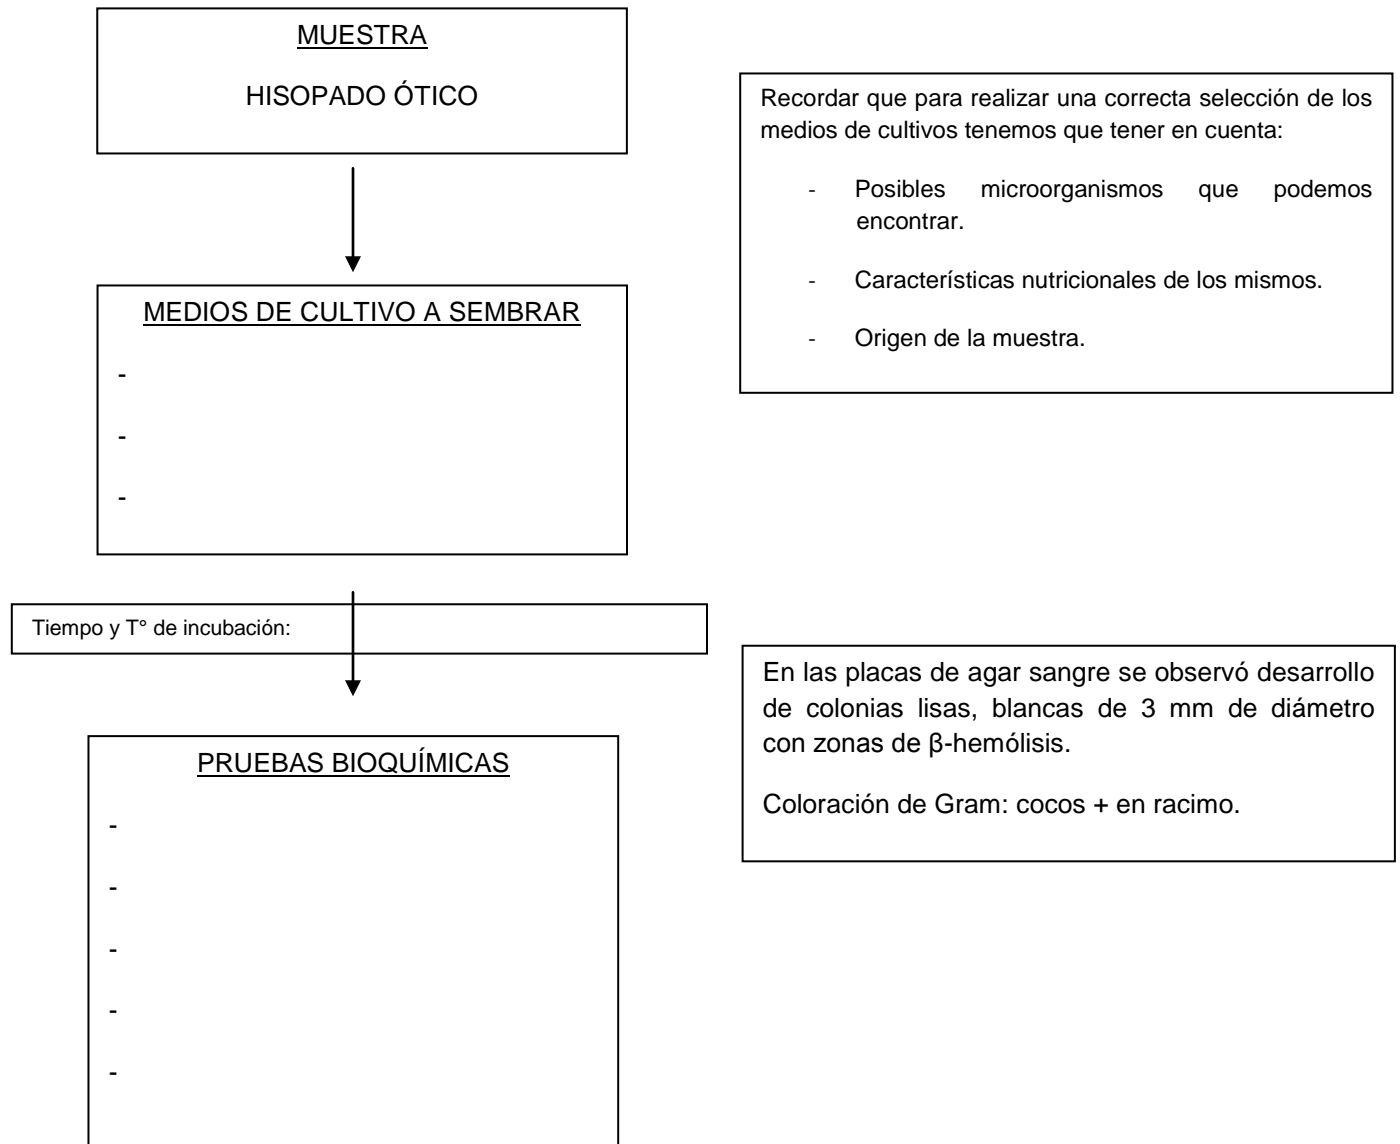 MUESTRA
HISOPADO ÓTICO
Recordar que para realizar una correcta selección de los
medios de cultivos tenemos que tener en cuenta:
- Posibles microorganismos que podemos
encontrar.
- Características nutricionales de los mismos.
- Origen de la muestra.
MEDIOS DE CULTIVO A SEMBRAR
-
-
-
Tiempo y T° de incubación:
En las placas de agar sangre se observó desarrollo
de colonias lisas, blancas de 3 mm de diámetro
con zonas de β-hemólisis.
Coloración de Gram: cocos + en racimo.
PRUEBAS BIOQUÍMICAS
-
-
-
-
-